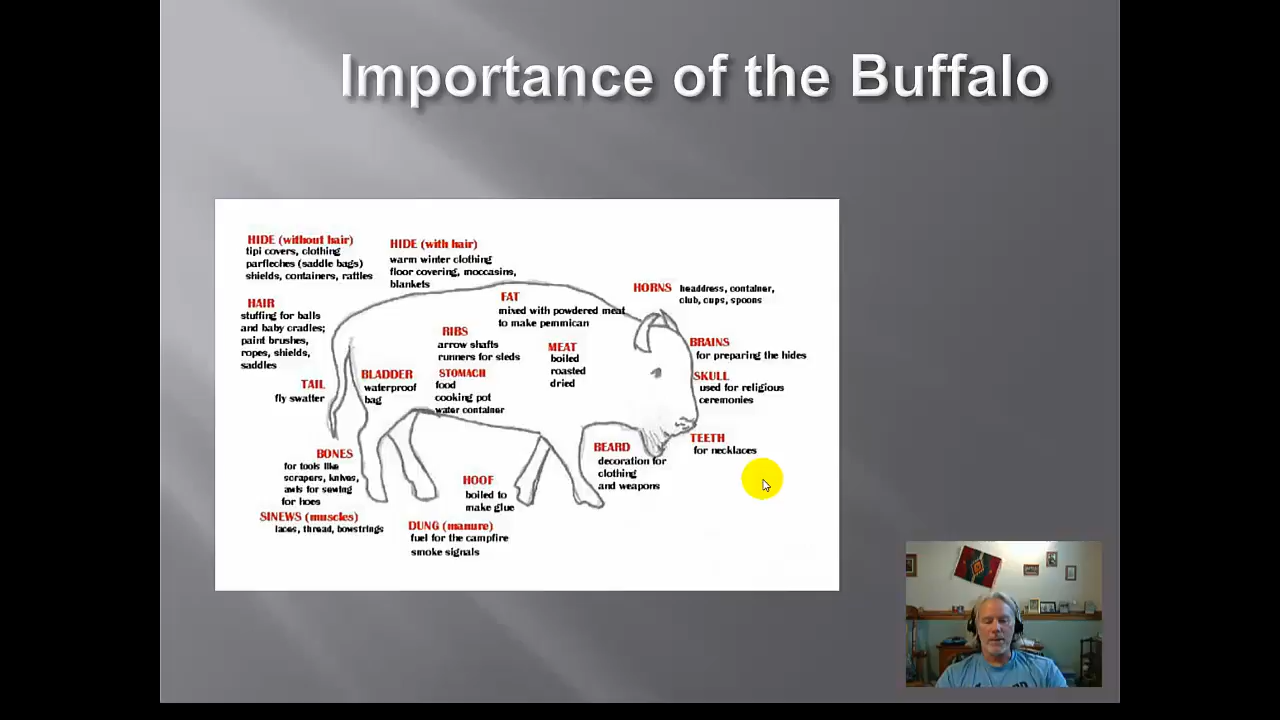 Importance of the Buffalo
HIDE (without hair)
tipi covers, clothing
parfleches (saddle bags)
shields, containers, rattles
HIDE (with hair)
warm winter clothing
floor covering, moccasins,
blankets
HORNS headdress, container,
club, cups, spoons
FAT
mixed with powdered meat
to make pemmican
HAIR
stuffing for balls
and baby cradles;
paint brushes,
ropes, shields,
saddles
RIBS
arrow shafts
runners for sleds
MEAT
boiled
roasted
dried
BRAINS
for preparing the hides
TAIL
fly swatter
BLADDER
waterproof
bag
STOMACH
food
cooking pot
water container
SKULL
used for religious
ceremonies
TEETH
for necklaces
BEARD
decoration for
clothing
and weapons
BONES
for tools like
scrapers, knives,
awls for sewing
for hoes
HOOF
boiled to
make glue
SINEWS (muscles)
laces, thread, bowstrings
DUNG (manure)
fuel for the campfire
smoke signals